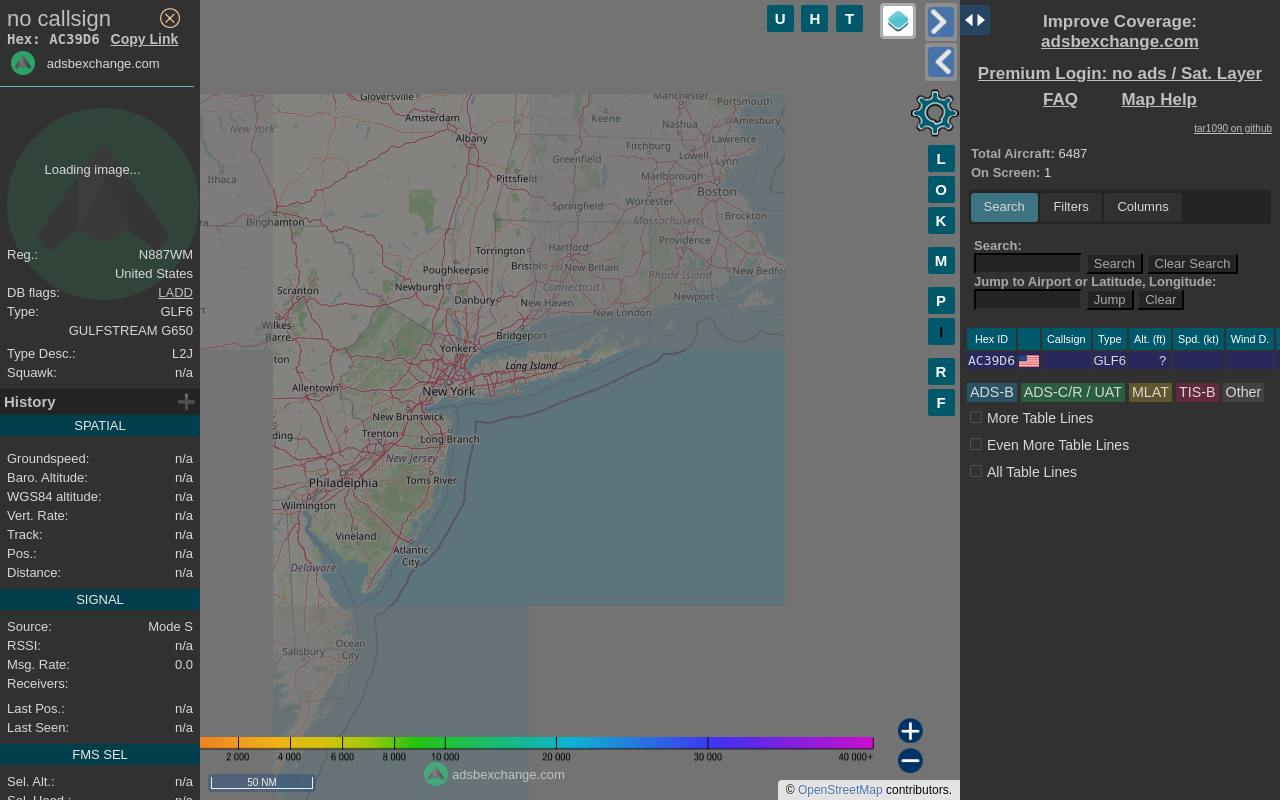 no callsign
Hex: AC39D6 Copy Link
adsbexchange.com
Loading image...
Reg.: N887WM
United States
DB flags: LADD
Type: GLF6
GULFSTREAM G650
Type Desc.: L2J
Squawk: n/a
History
SPATIAL
Groundspeed: n/a
Baro. Altitude: n/a
WGS84 altitude: n/a
Vert. Rate: n/a
Track: n/a
Pos.: n/a
Distance: n/a
SIGNAL
Source: Mode S
RSSI: n/a
Msg. Rate: 0.0
Receivers:
Last Pos.: n/a
Last Seen: n/a
FMS SEL
Sel. Alt.: n/a
U H T
L
O
K
M
P
I
R
F
Gloversville
Manchester
Portsmouth
Amsterdam
Keene
Nashua
Amesbury
New York
Albany
Fitchburg
Lawrence
Greenfield
Lowell
Lynn
Ithaca
Pittsfield
Marlborough
Boston
Worcester
Springfield
Binghamton
Massachusetts
Brockton
Torrington
Hartford
Providence
Poughkeepsie
Bristol
New Britain
New Bedfo
Rhode Island
Scranton
Newburgh
Connecticut
Danbury
New Haven
Newport
New London
Wilkes-
Barre
Bridgeport
Yonkers
ton
Long Island
Allentown
New York
New Brunswick
Trenton
Long Branch
ding
New Jersey
Philadelphia
Toms River
Wilmington
Vineland
Atlantic
City
Delaware
Ocean
City
Salisbury
2 000 4 000 6 000 8 000 10 000 20 000 30 000 40 000+
adsbexchange.com
50 NM
© OpenStreetMap contributors.
Improve Coverage:
adsbexchange.com
Premium Login: no ads / Sat. Layer
FAQ Map Help
tar1090 on github
Total Aircraft: 6487
On Screen: 1
Search Filters Columns
Search:
Search Clear Search
Jump to Airport or Latitude, Longitude:
Jump Clear
Hex ID Callsign Type Alt. (ft) Spd. (kt) Wind D.
AC39D6 GLF6 ?
ADS-B ADS-C/R / UAT MLAT TIS-B Other
More Table Lines
Even More Table Lines
All Table Lines